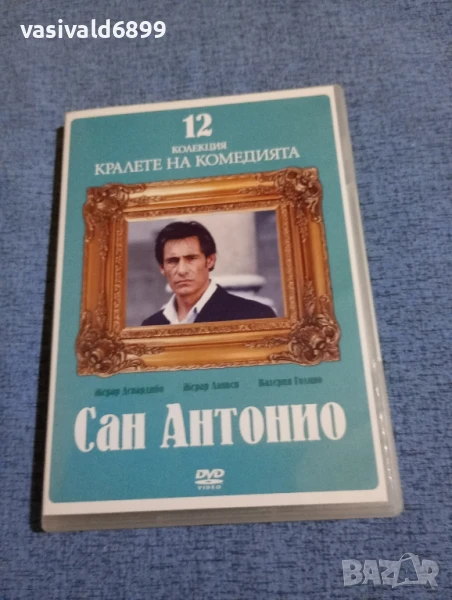 vasivald6899
12
КОЛЕКЦИЯ
КРАЛЕТЕ НА КОМЕДИЯТА
Жерар Депардийо Жерар Ланвен Валерия Голино
Сан Антонио
DVD
VIDEO
BAZAR